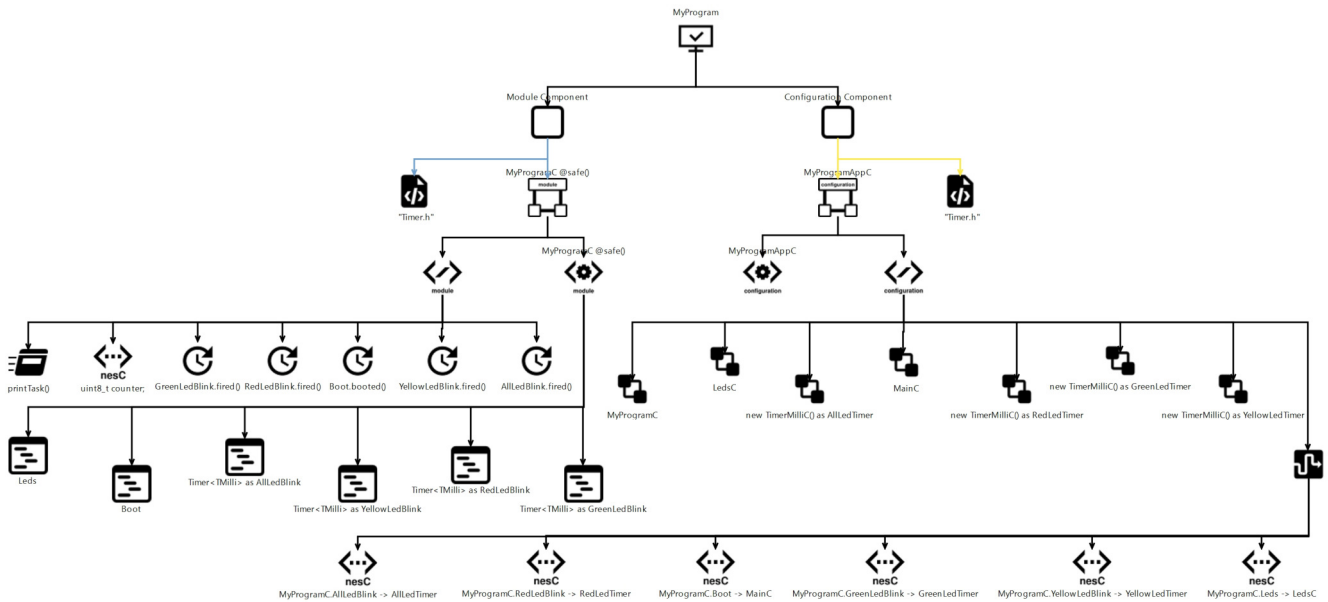 MyProgram
Module Component
Configuration Component
MyProgramC @safe()
MyProgramAppC
module
configuration
"Timer.h"
"Timer.h"
MyProgramC @safe()
MyProgramAppC
module
module
configuration
configuration
nesC
printTask()
uint8_t counter;
GreenLedBlink.fired()
RedLedBlink.fired()
Boot.booted()
YellowLedBlink.fired()
AllLedBlink.fired()
MyProgramC
LedsC
new TimerMilliC() as AllLedTimer
MainC
new TimerMilliC() as RedLedTimer
new TimerMilliC() as GreenLedTimer
new TimerMilliC() as YellowLedTimer
Leds
Boot
Timer<TMilli> as AllLedBlink
Timer<TMilli> as YellowLedBlink
Timer<TMilli> as RedLedBlink
Timer<TMilli> as GreenLedBlink
nesC
nesC
nesC
nesC
nesC
nesC
MyProgramC.AllLedBlink -> AllLedTimer
MyProgramC.RedLedBlink -> RedLedTimer
MyProgramC.Boot -> MainC
MyProgramC.GreenLedBlink -> GreenLedTimer
MyProgramC.YellowLedBlink -> YellowLedTimer
MyProgramC.Leds -> LedsC